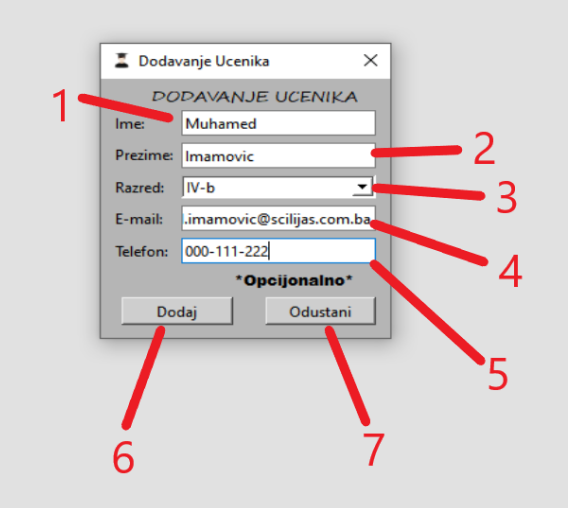 Dodavanje Ucenika
DODAVANJE UCENIKA
1
Ime: Muhamed
Prezime: Imamovic
2
Razred: IV-b
3
E-mail: .imamovic@scilijas.com.ba
4
Telefon: 000-111-222
*Opcijonalno*
Dodaj Odustani
5
6
7